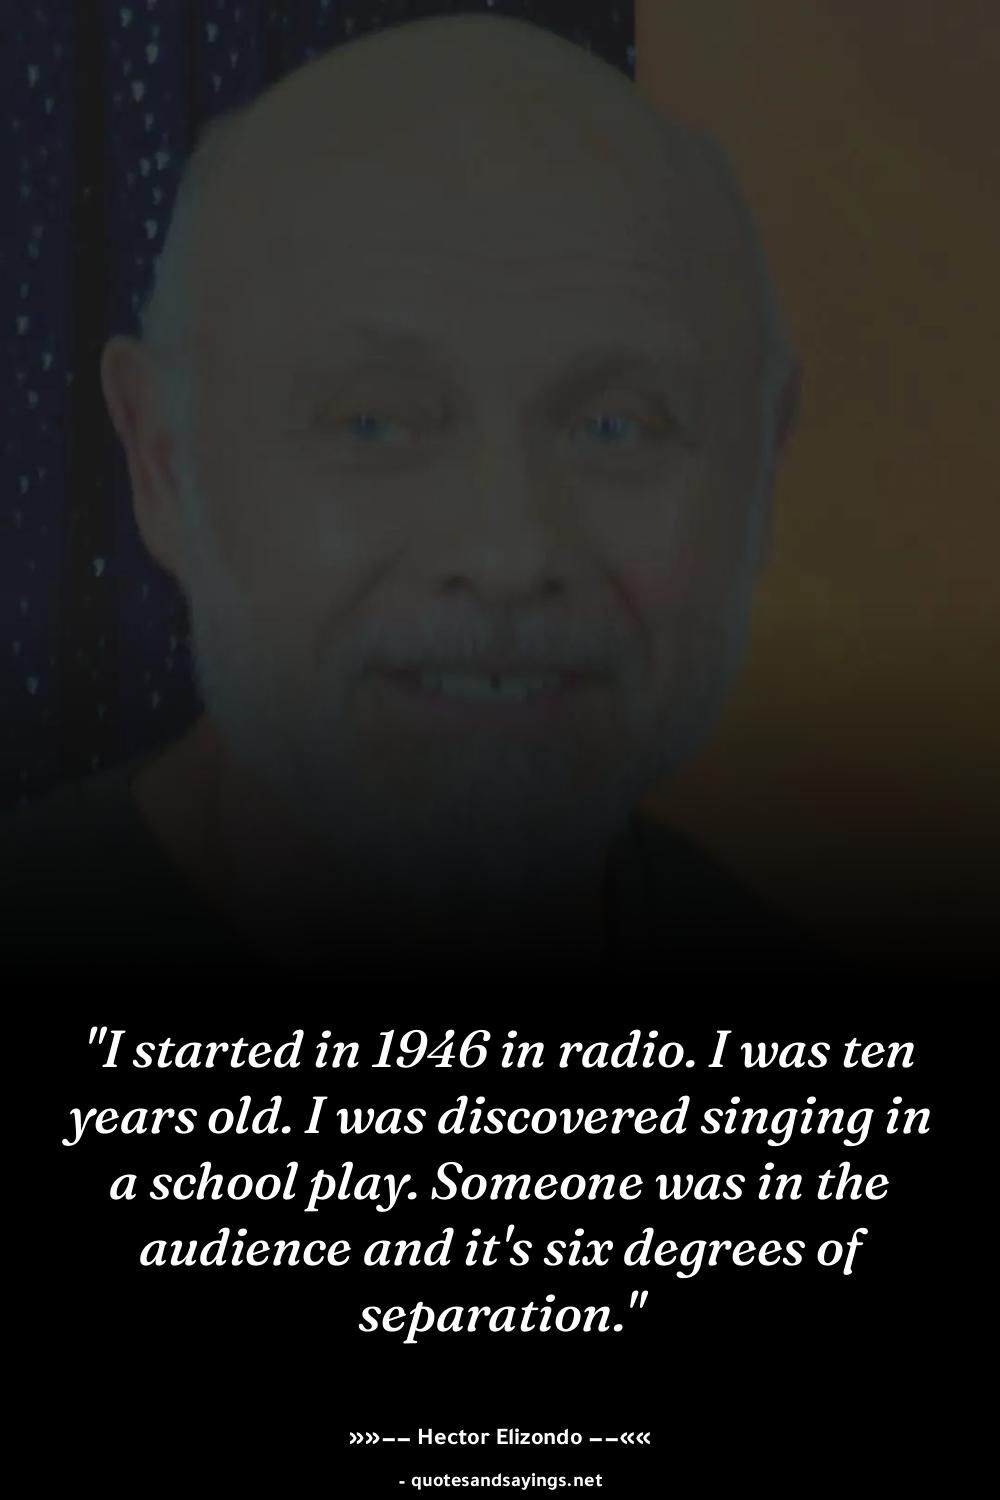 "I started in 1946 in radio. I was ten
years old. I was discovered singing in
a school play. Someone was in the
audience and it's six degrees of
separation."
»»−− Hector Elizondo −−««
- quotesandsayings.net